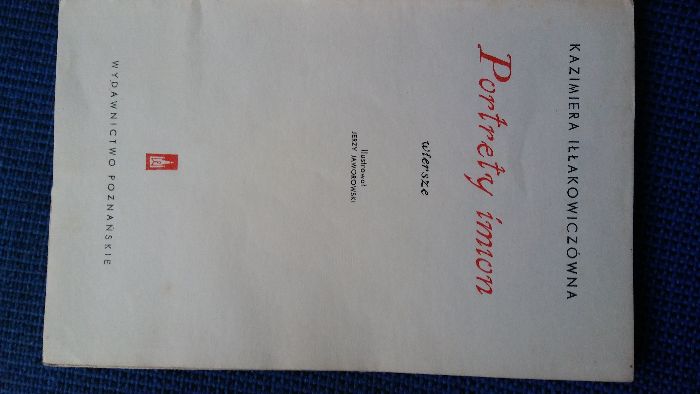 KAZIMIERA IŁŁAKOWICZÓWNA
Portrety imion
wiersze
Ilustrował
JERZY JAWOROWSKI
WYDAWNICTWO POZNAŃSKIE